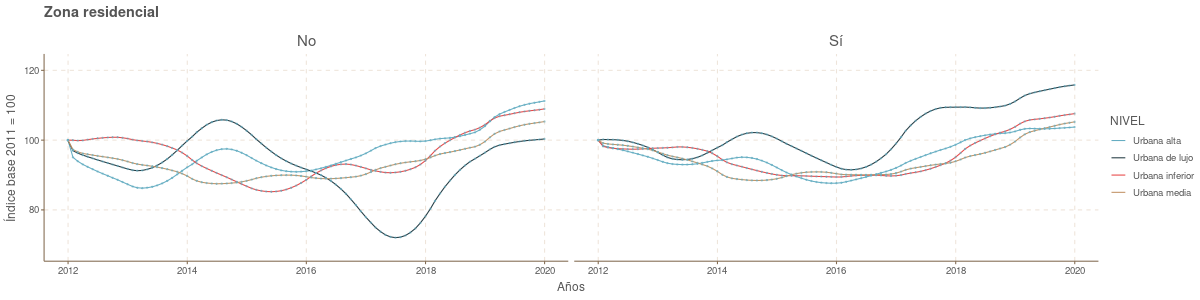 Zona residencial
No
Sí
Índice base 2011 = 100
120
100
80
2012
2014
2016
2018
2020
2012
2014
2016
2018
2020
Años
NIVEL
Urbana alta
Urbana de lujo
Urbana inferior
Urbana media